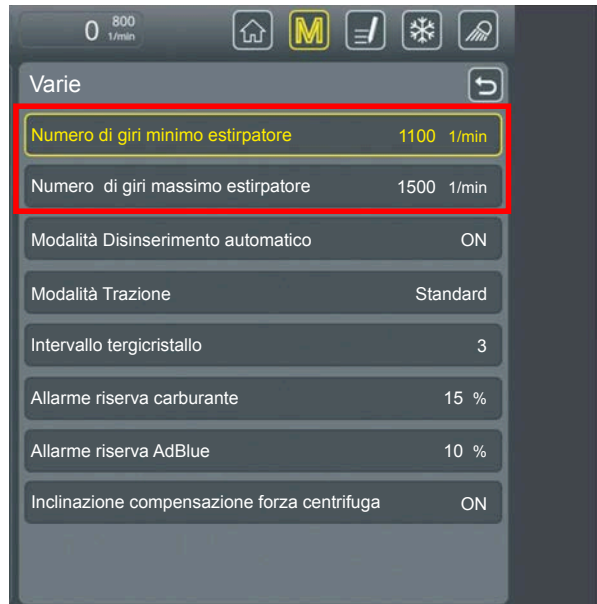 0 800 1/min
M
Varie
Numero di giri minimo estirpatore 1100 1/min
Numero di giri massimo estirpatore 1500 1/min
Modalità Disinserimento automatico ON
Modalità Trazione Standard
Intervallo tergicristallo 3
Allarme riserva carburante 15 %
Allarme riserva AdBlue 10 %
Inclinazione compensazione forza centrifuga ON